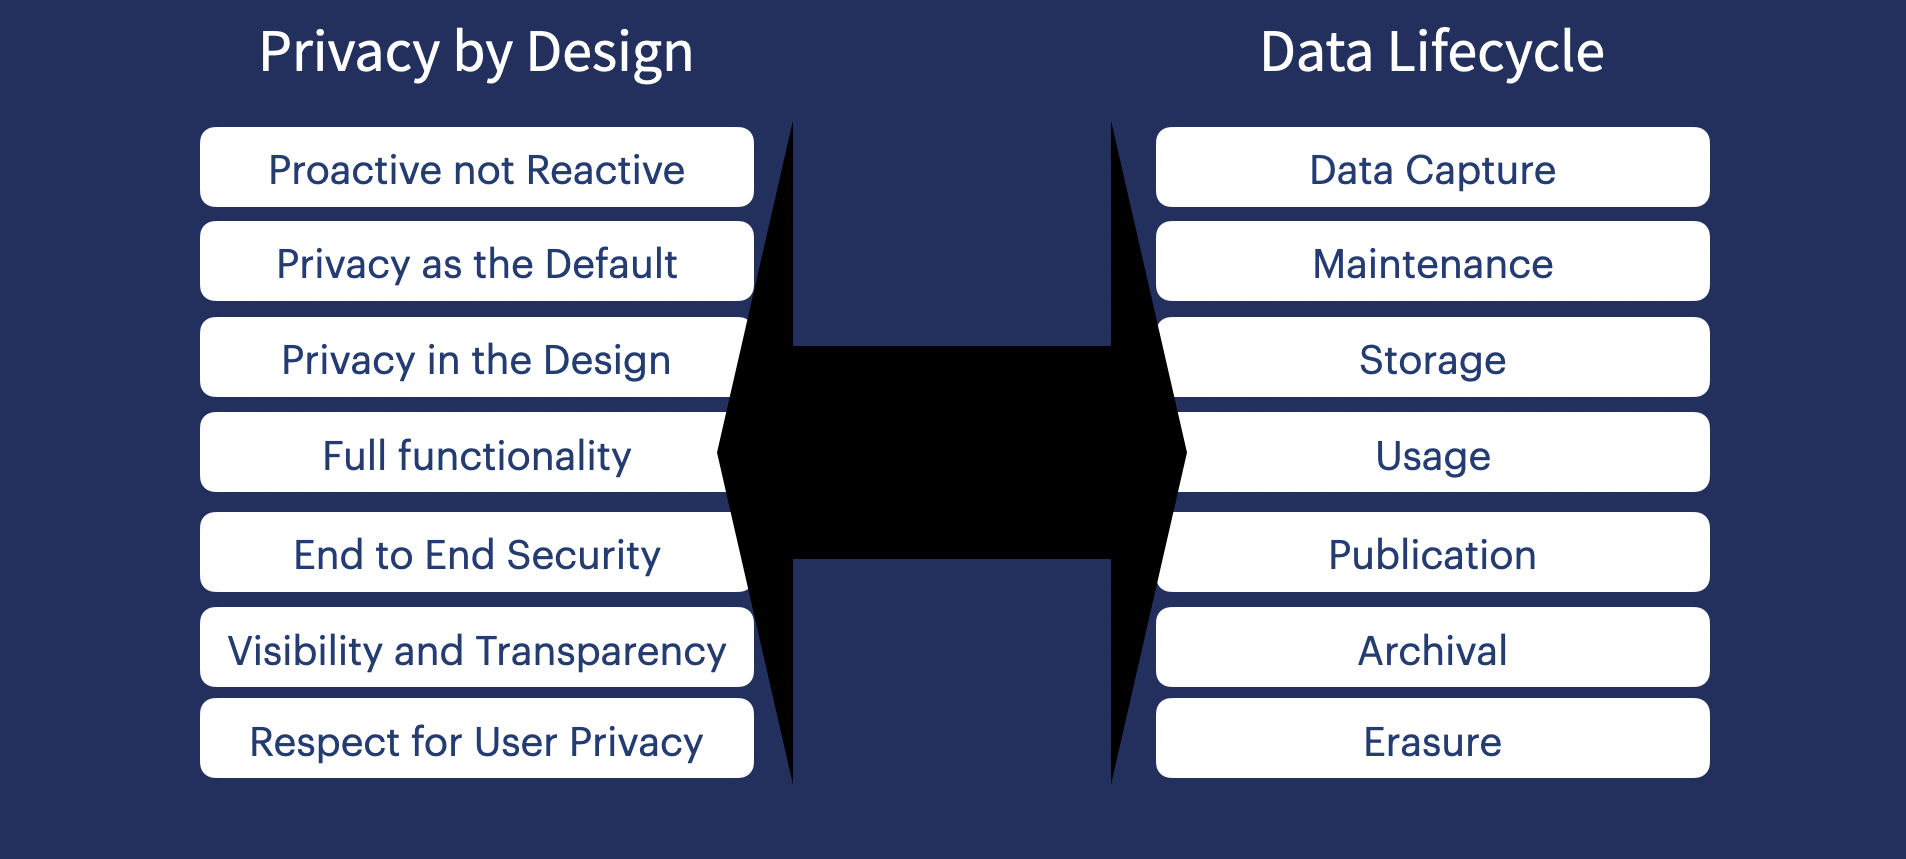 Privacy by Design
Proactive not Reactive
Privacy as the Default
Privacy in the Design
Full functionality
End to End Security
Visibility and Transparency
Respect for User Privacy
Data Lifecycle
Data Capture
Maintenance
Storage
Usage
Publication
Archival
Erasure